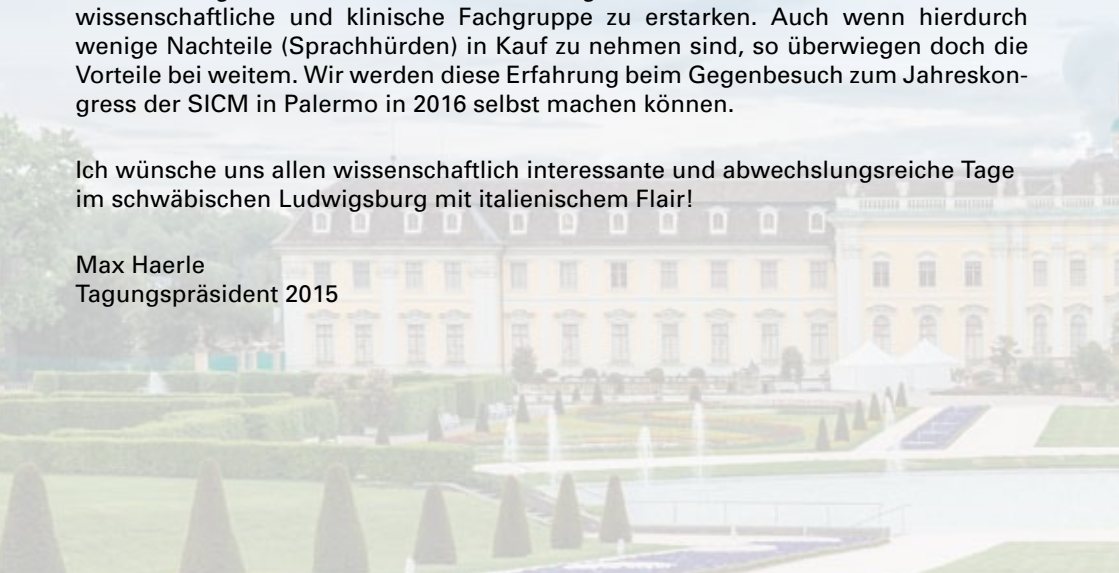 wissenschaftliche und klinische Fachgruppe zu erstarken. Auch wenn hierdurch
wenige Nachteile (Sprachhürden) in Kauf zu nehmen sind, so überwiegen doch die
Vorteile bei weitem. Wir werden diese Erfahrung beim Gegenbesuch zum Jahreskon-
gress der SICM in Palermo in 2016 selbst machen können.
Ich wünsche uns allen wissenschaftlich interessante und abwechslungsreiche Tage
im schwäbischen Ludwigsburg mit italienischem Flair!
Max Haerle
Tagungspräsident 2015